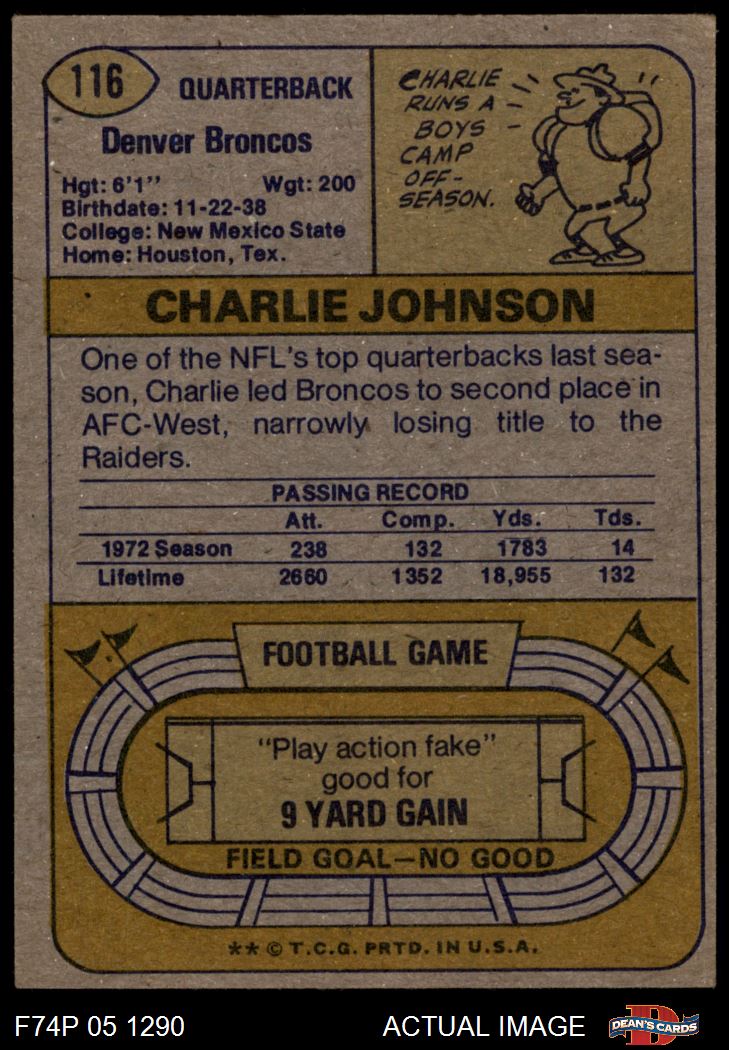 116
QUARTERBACK
Denver Broncos
Hgt: 6'1'' Wgt: 200
Birthdate: 11-22-38
College: New Mexico State
Home: Houston, Tex.
CHARLIE
RUNS A
BOYS
CAMP
OFF-
SEASON.
CHARLIE JOHNSON
One of the NFL's top quarterbacks last sea-
son, Charlie led Broncos to second place in
AFC-West, narrowly losing title to the
Raiders.
PASSING RECORD
Att. Comp. Yds. Tds.
1972 Season 238 132 1783 14
Lifetime 2660 1352 18,955 132
FOOTBALL GAME
"Play action fake"
good for
9 YARD GAIN
FIELD GOAL—NO GOOD
** © T.C.G. PRTD. IN U.S.A.
F74P 05 1290 ACTUAL IMAGE
D
DEAN'S CARDS